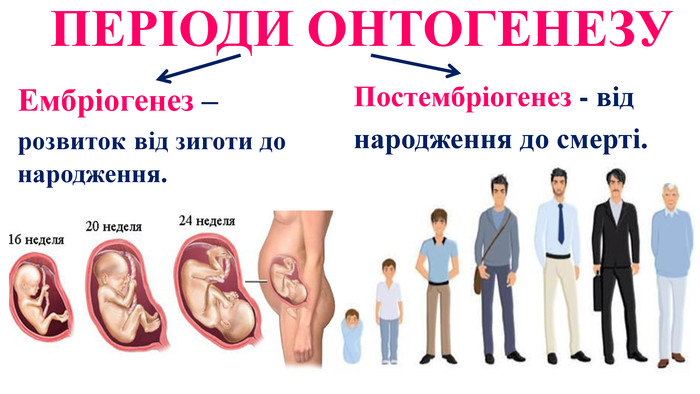 ПЕРІОДИ ОНТОГЕНЕЗУ
Ембріогенез –
розвиток від зиготи до
народження.
Постембріогенез - від
народження до смерті.
16 неделя
20 неделя
24 неделя